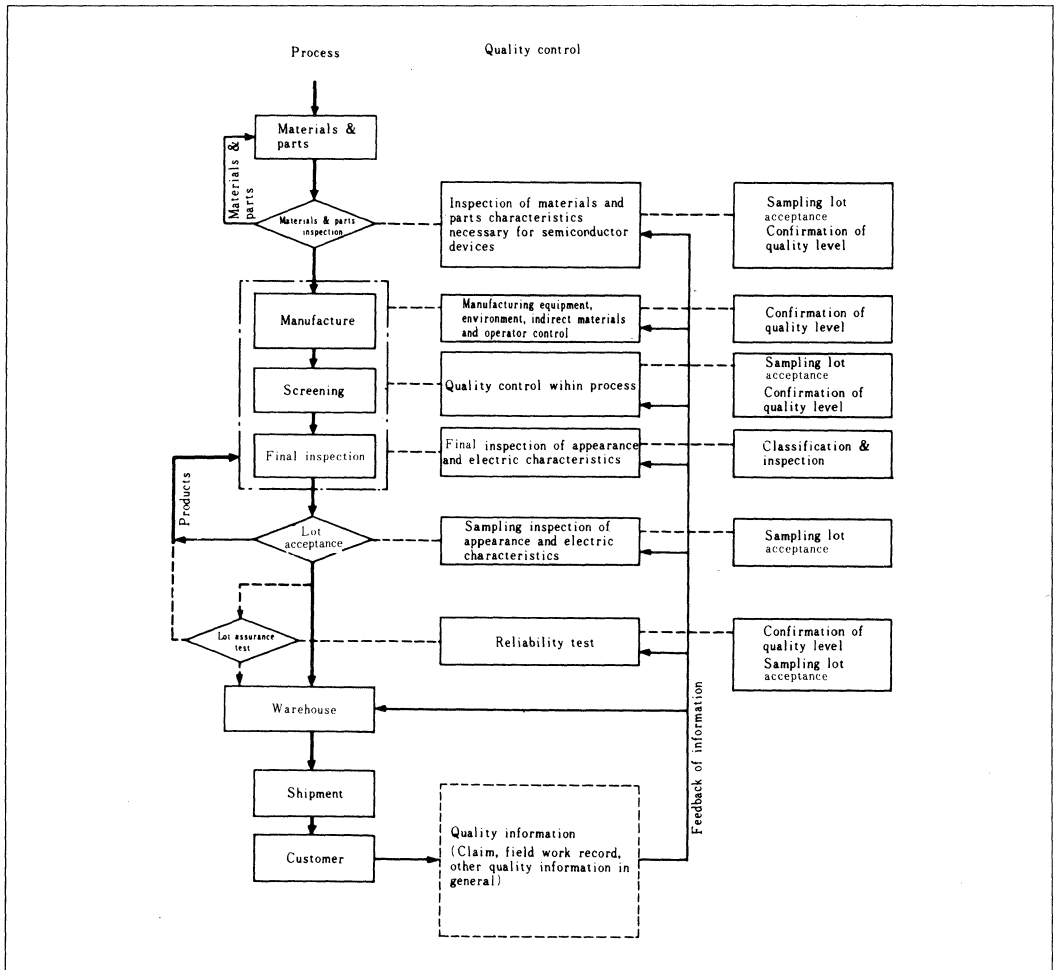 Process
Quality control
Materials &
parts
Materials &
parts
Materials & parts
inspection
Inspection of materials and
parts characteristics
necessary for semiconductor
devices
Sampling lot
acceptance
Confirmation
of quality level
Manufacture
Manufacturing equipment,
environment, indirect materials
and operator control
Confirmation of
quality level
Screening
Quality control wihin process
Sampling lot
acceptance
Confirmation of
quality level
Final inspection
Final inspection of appearance
and electric characteristics
Classification &
inspection
Products
Lot
acceptance
Sampling inspection of
appearance and electric
characteristics
Sampling lot
acceptance
Lot assurance
test
Reliability test
Confirmation of
quality level
Sampling lot
acceptance
Warehouse
Feedback of information
Shipment
Customer
Quality information
(Claim, field work record,
other quality information in
general)